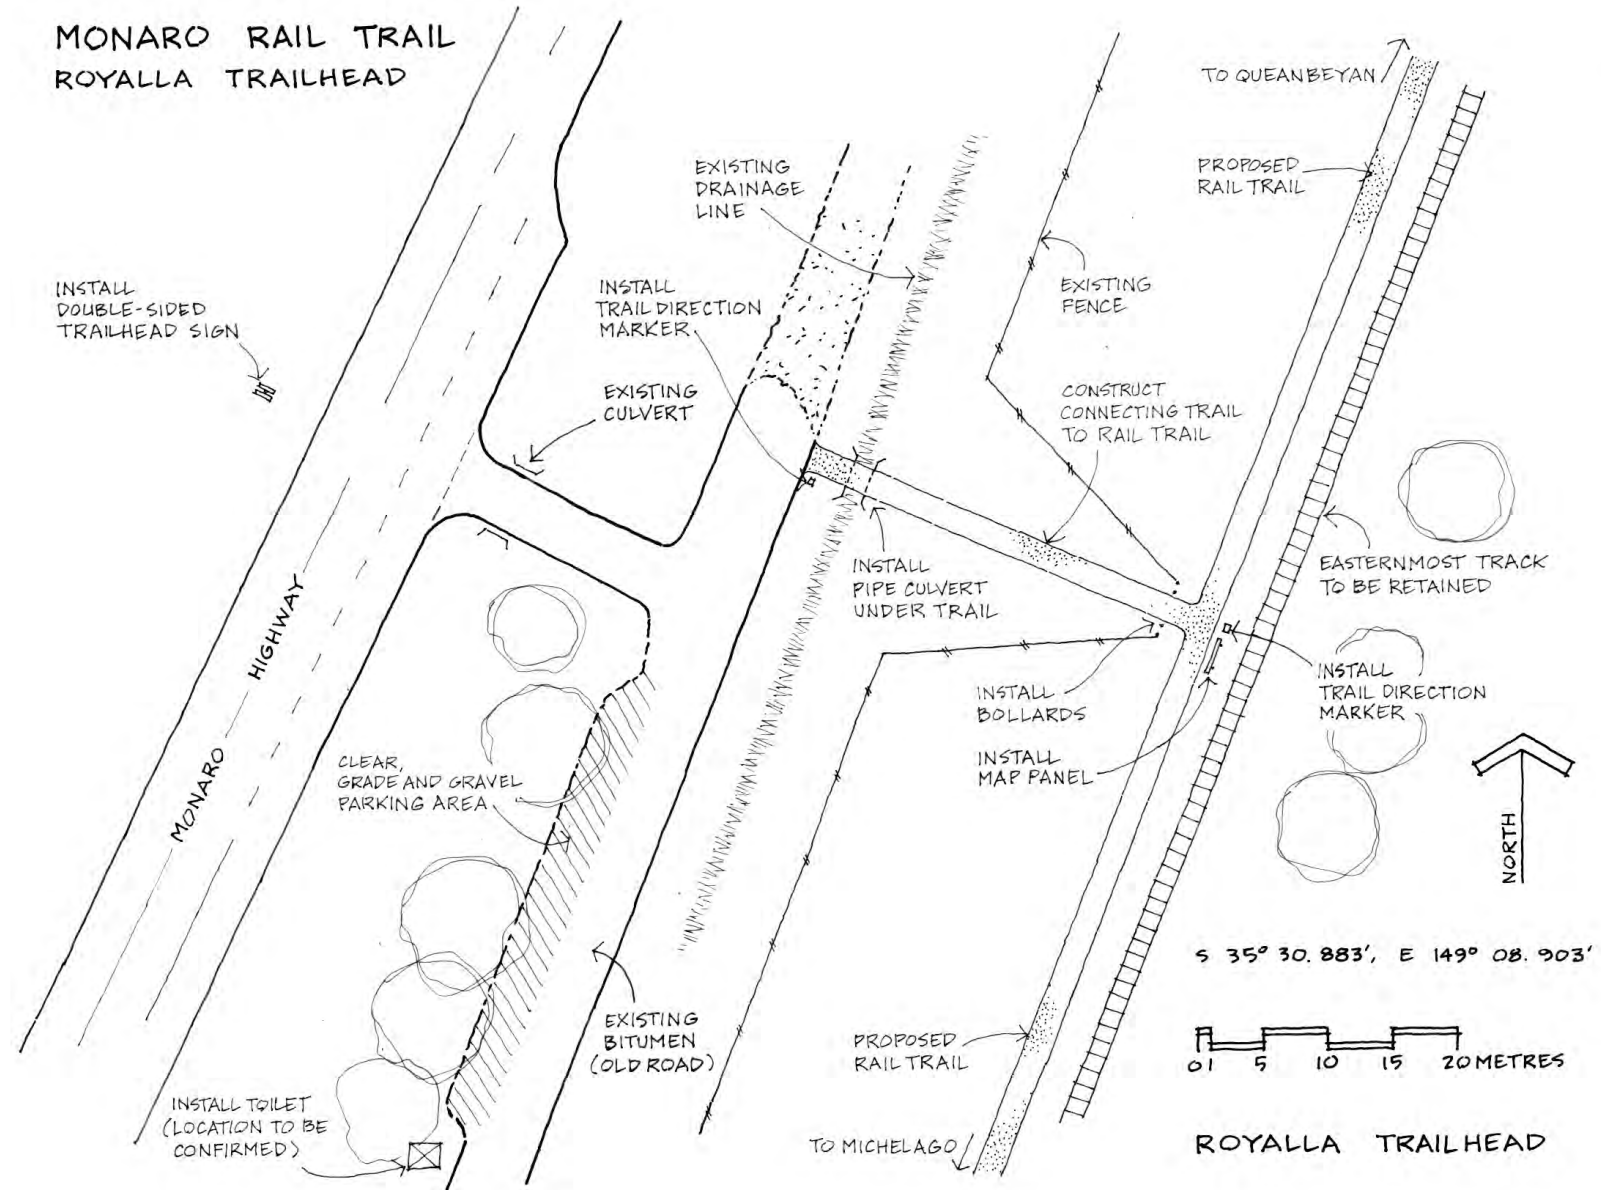 MONARO RAIL TRAIL
ROYALLA TRAILHEAD
TO QUEANBEYAN
PROPOSED
RAIL TRAIL
EXISTING
DRAINAGE
LINE
INSTALL
DOUBLE-SIDED
TRAILHEAD SIGN
INSTALL
TRAIL DIRECTION
MARKER
EXISTING
FENCE
EXISTING
CULVERT
CONSTRUCT
CONNECTING TRAIL
TO RAIL TRAIL
INSTALL
PIPE CULVERT
UNDER TRAIL
EASTERNMOST TRACK
TO BE RETAINED
MONARO HIGHWAY
INSTALL
BOLLARDS
INSTALL
TRAIL DIRECTION
MARKER
INSTALL
MAP PANEL
CLEAR,
GRADE AND GRAVEL
PARKING AREA
NORTH
S 35° 30.883', E 149° 08.903'
EXISTING
BITUMEN
(OLD ROAD)
PROPOSED
RAIL TRAIL
0 1 5 10 15 20 METRES
INSTALL TOILET
(LOCATION TO BE
CONFIRMED)
TO MICHELAGO
ROYALLA TRAILHEAD